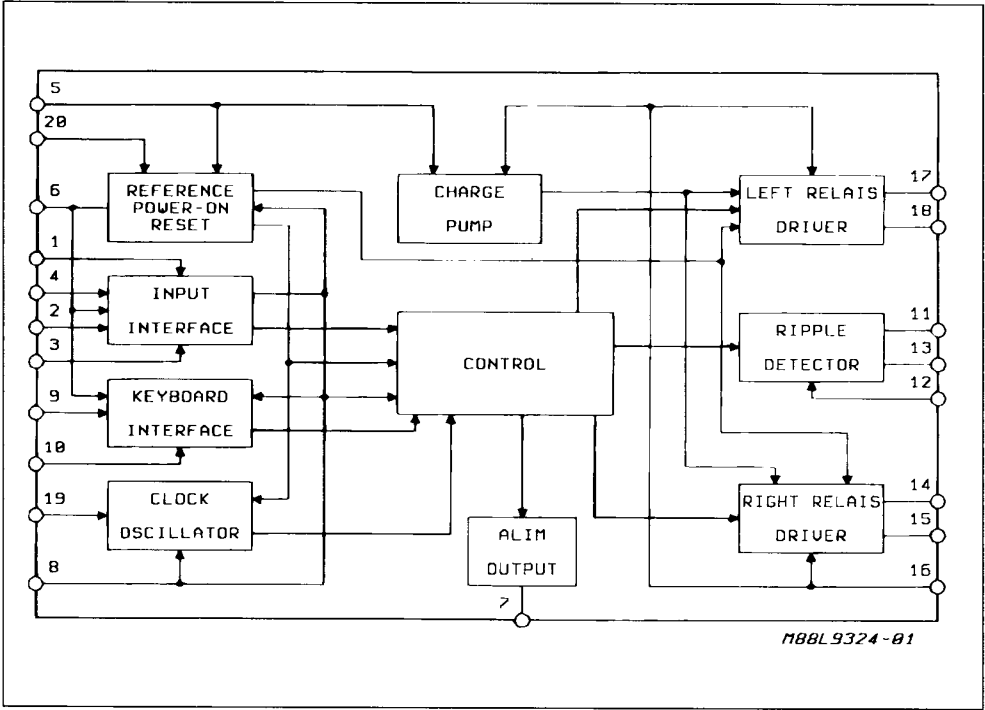 5
20
6
1
4
2
3
9
10
19
8
REFERENCE
POWER-ON
RESET
INPUT
INTERFACE
KEYBOARD
INTERFACE
CLOCK
OSCILLATOR
CHARGE
PUMP
CONTROL
ALIM
OUTPUT
7
LEFT RELAIS
DRIVER
RIPPLE
DETECTOR
RIGHT RELAIS
DRIVER
17
18
11
13
12
14
15
16
M88L9324-01